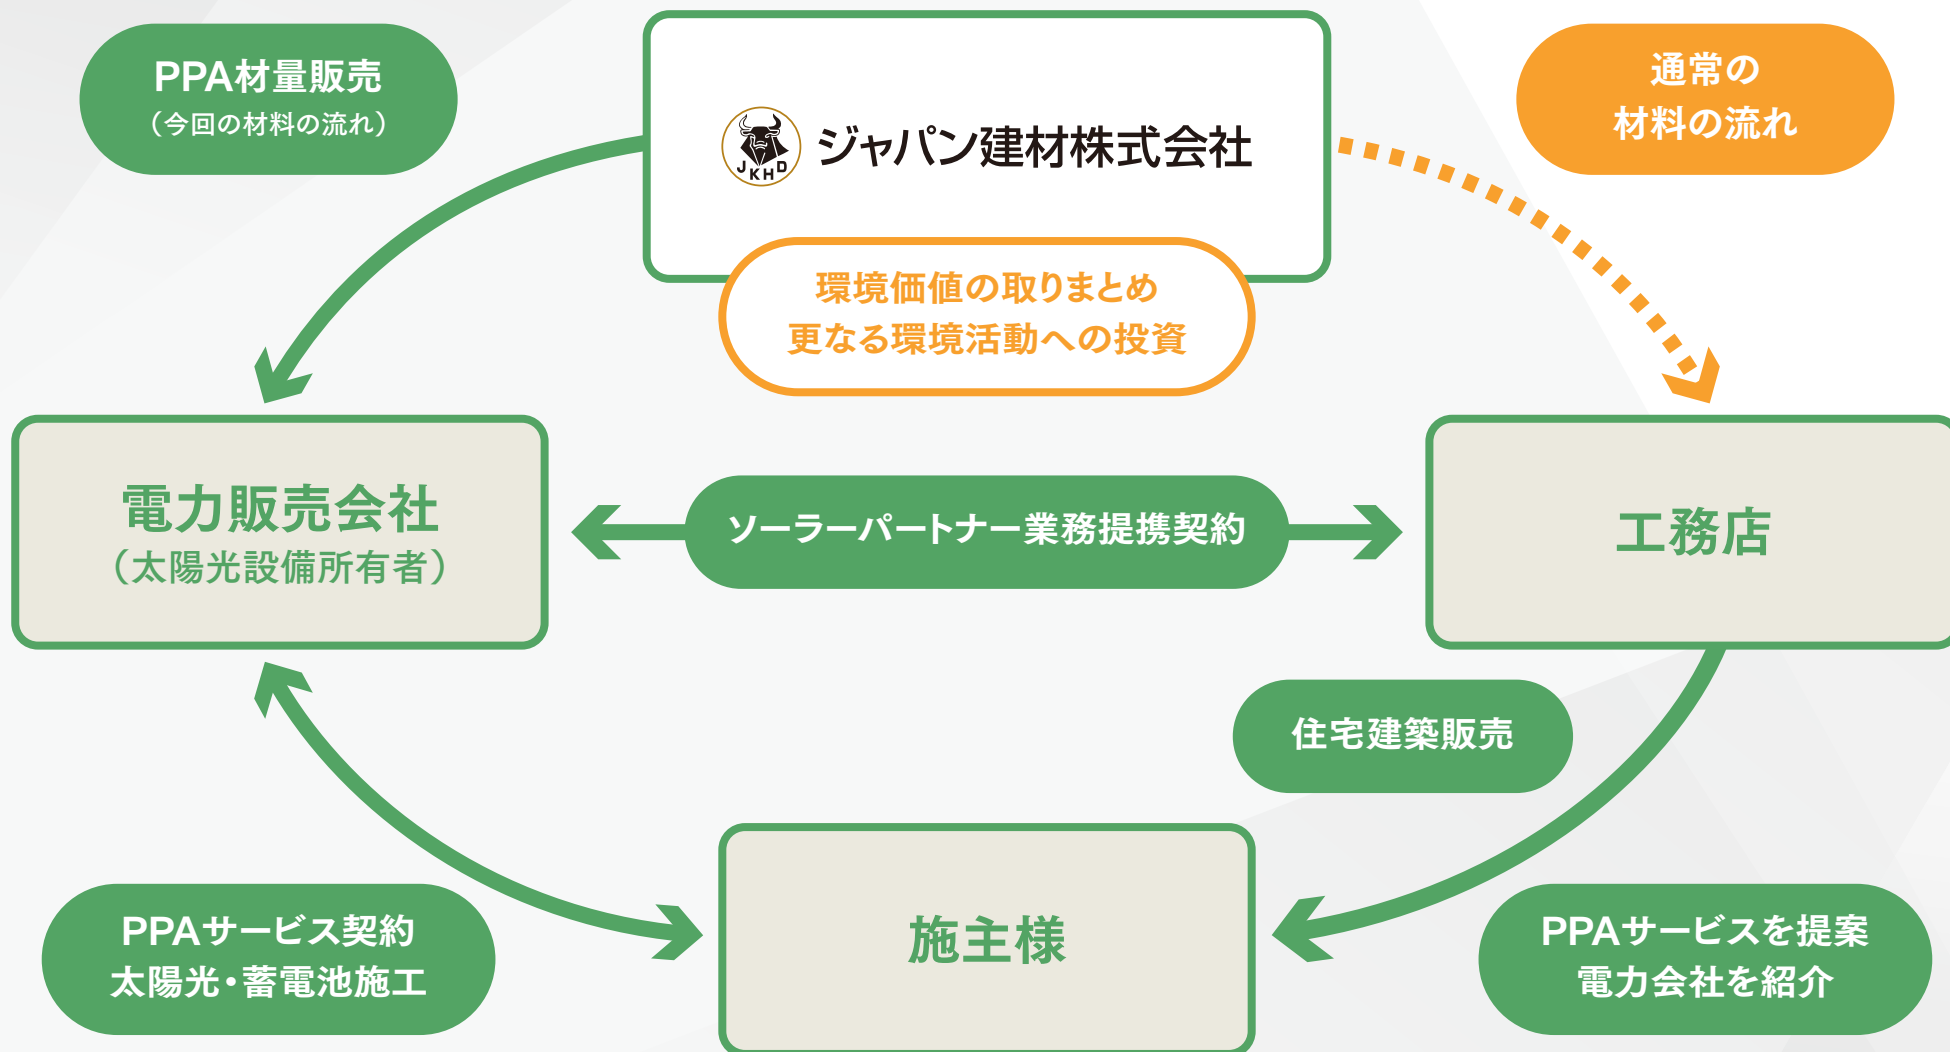 PPA材量販売
（今回の材料の流れ）
JKHD
ジャパン建材株式会社
通常の
材料の流れ
環境価値の取りまとめ
更なる環境活動への投資
電力販売会社
（太陽光設備所有者）
ソーラーパートナー業務提携契約
工務店
住宅建築販売
PPAサービス契約
太陽光・蓄電池施工
施主様
PPAサービスを提案
電力会社を紹介